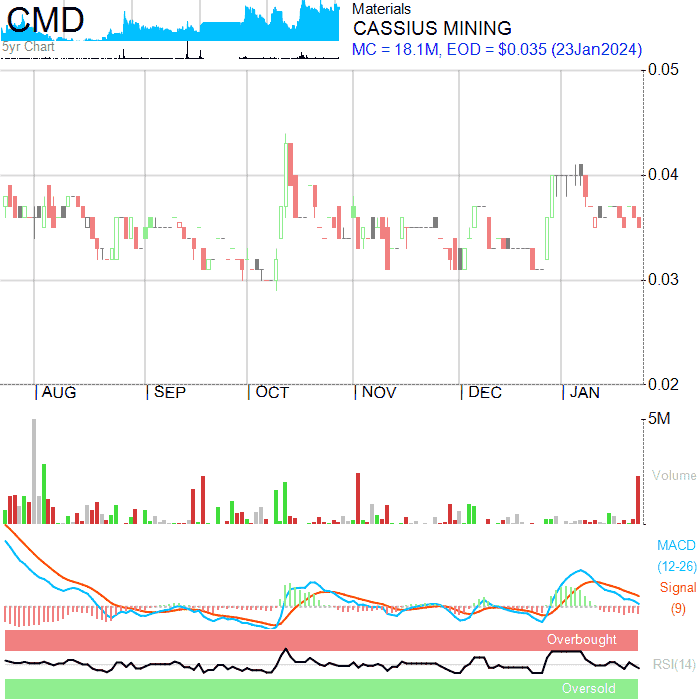 CMD
5yr Chart
Materials
CASSIUS MINING
MC = 18.1M, EOD = $0.035 (23Jan2024)
0.05
0.04
0.03
0.02
AUG SEP OCT NOV DEC JAN
5M
Volume
MACD
(12-26)
Signal
(9)
Overbought
RSI(14)
Oversold